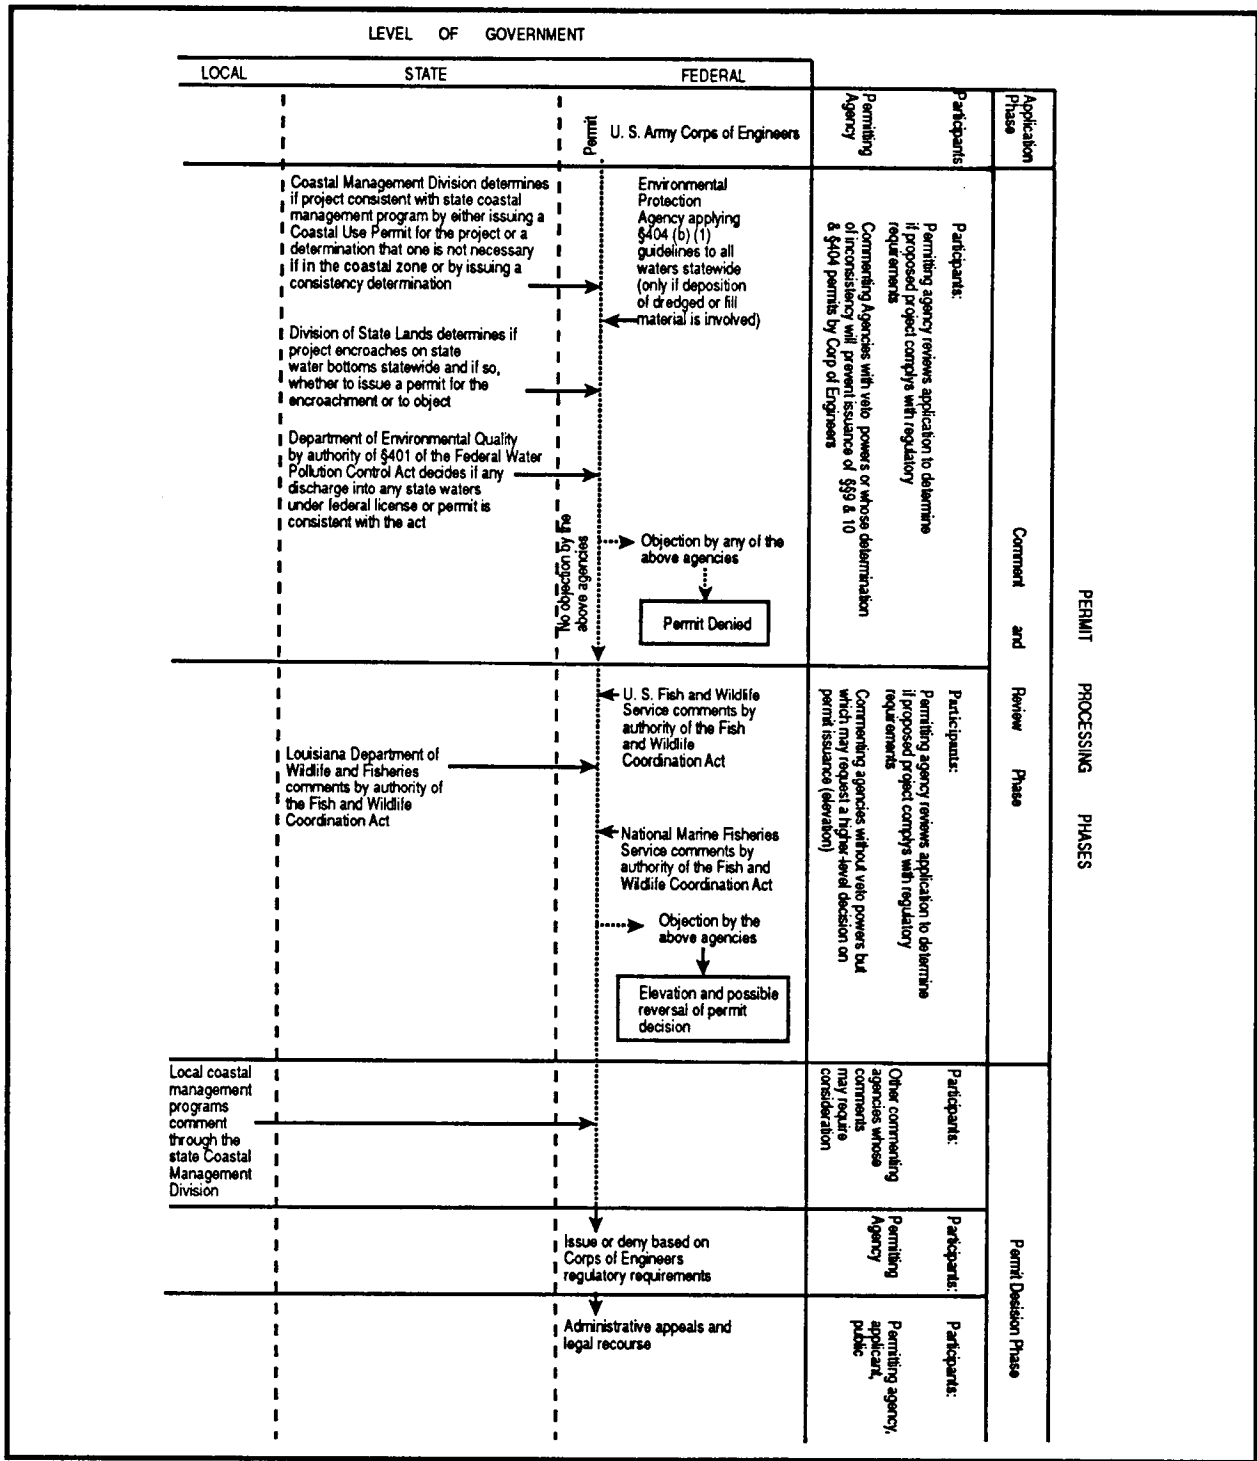 LEVEL OF GOVERNMENT
LOCAL
STATE
FEDERAL
Permit
U. S. Army Corps of Engineers
Permitting
Agency
Participants:
Application
Phase
Coastal Management Division determines
if project consistent with state coastal
management program by either issuing a
Coastal Use Permit for the project or a
determination that one is not necessary
if in the coastal zone or by issuing a
consistency determination
Division of State Lands determines if
project encroaches on state
water bottoms statewide and if so,
whether to issue a permit for the
encroachment or to object
Department of Environmental Quality
by authority of §401 of the Federal Water
Pollution Control Act decides if any
discharge into any state waters
under federal license or permit is
consistent with the act
Environmental
Protection
Agency applying
§404 (b) (1)
guidelines to all
waters statewide
(only if deposition
of dredged or fill
material is involved)
No objection by the
above agencies
Objection by any of the
above agencies
Permit Denied
Participants:
Permitting agency reviews application to determine
if proposed project complys with regulatory
requirements
Commenting Agencies with veto powers or whose determination
of inconsistency will prevent issuance of §§9 & 10
& §404 permits by Corp of Engineers
Comment and Review Phase
PERMIT PROCESSING PHASES
Louisiana Department of
Wildlife and Fisheries
comments by authority of
the Fish and Wildlife
Coordination Act
U. S. Fish and Wildlife
Service comments by
authority of the Fish
and Wildlife
Coordination Act
National Marine Fisheries
Service comments by
authority of the Fish and
Wildlife Coordination Act
Objection by the
above agencies
Elevation and possible
reversal of permit
decision
Participants:
Permitting agency reviews application to determine
if proposed project complys with regulatory
requirements
Commenting agencies without veto powers but
which may request a higher-level decision on
permit issuance (elevation)
Local coastal
management
programs
comment
through the
state Coastal
Management
Division
Participants:
Other commenting
agencies whose
comments
may require
consideration
Issue or deny based on
Corps of Engineers
regulatory requirements
Participants:
Permitting
Agency
Permit Desision Phase
Administrative appeals and
legal recourse
Participants:
Permitting agency,
applicant,
public